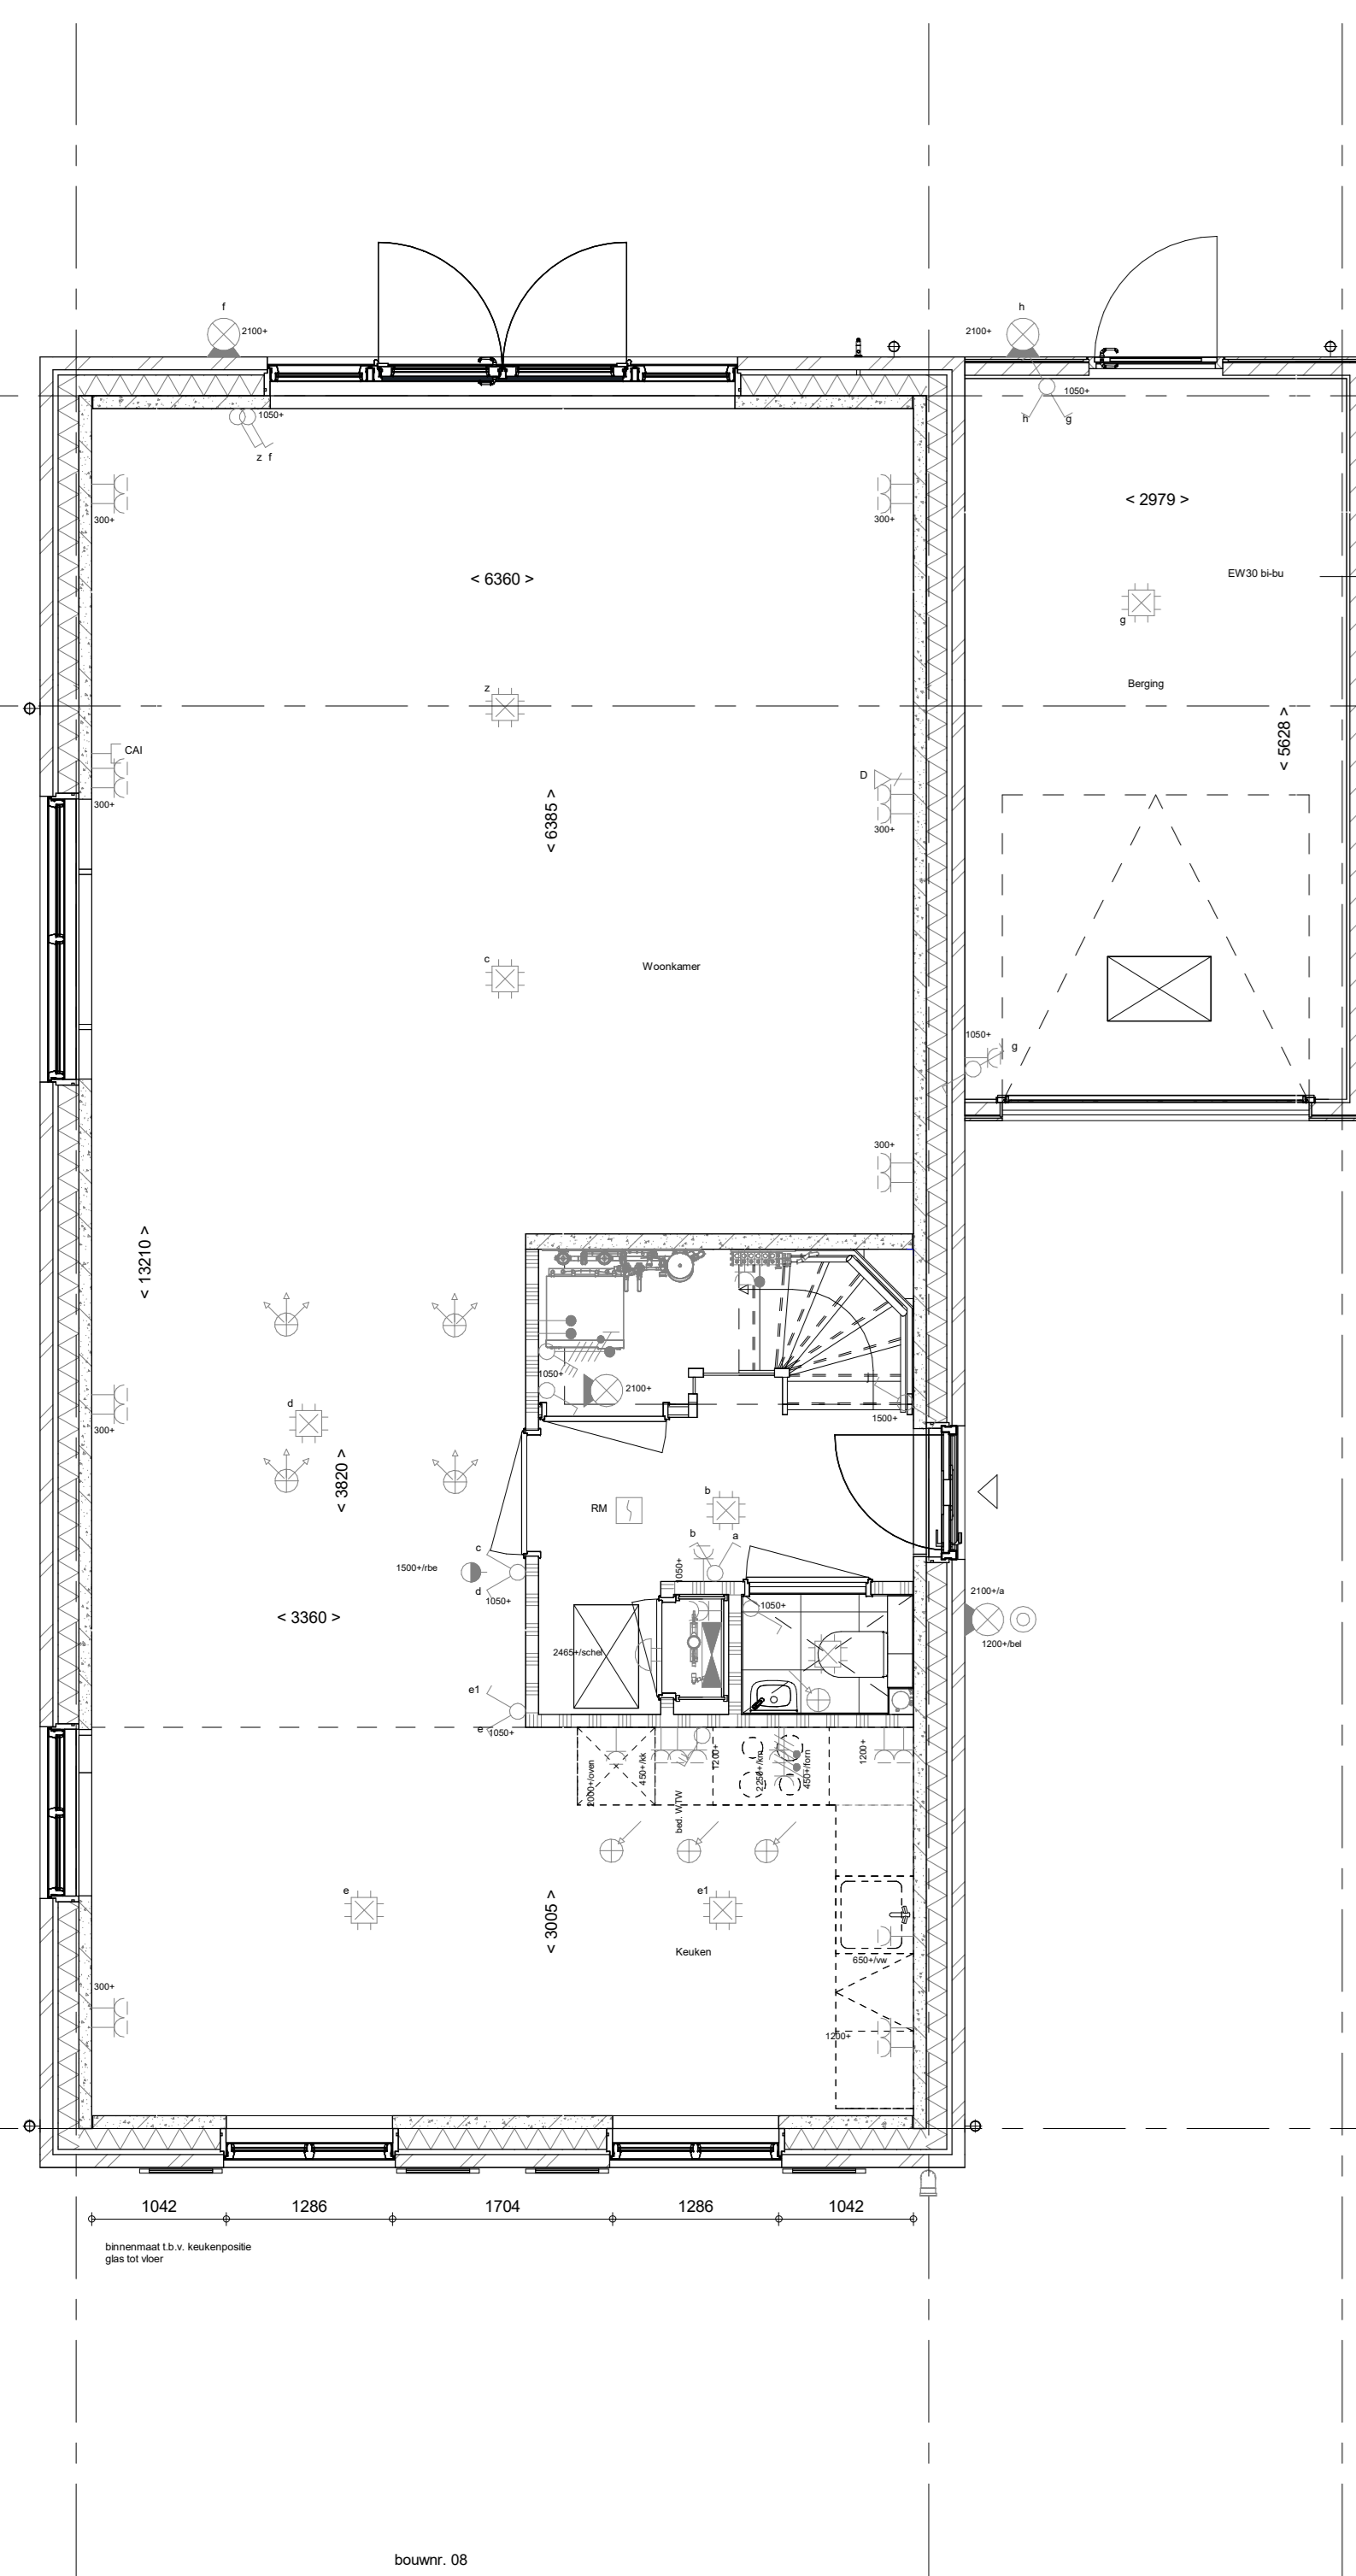 f
2100+
h
2100+
1050+
z f
1050+
h
g
300+
300+
< 2979 >
< 6360 >
EW30 bi-bu
g
z
Berging
< 5628 >
CAI
300+
D
300+
< 6385 >
c
Woonkamer
1050+
g
300+
< 13210 >
1050+
2100+
d
300+
1500+
< 3820 >
RM
b
b
a
c
1500+/rbe
d
1050+
1050+
1050+
2100+/a
1200+/bel
< 3360 >
2465+/schel
e1
e
1050+
2000+/oven
450+/kk
bed. WTW
1200+
2250+/km
450+/forn
1200+
e
e1
< 3005 >
Keuken
650+/vw
300+
1200+
1042
1286
1704
1286
1042
binnenmaat t.b.v. keukenpositie
glas tot vloer
bouwnr. 08